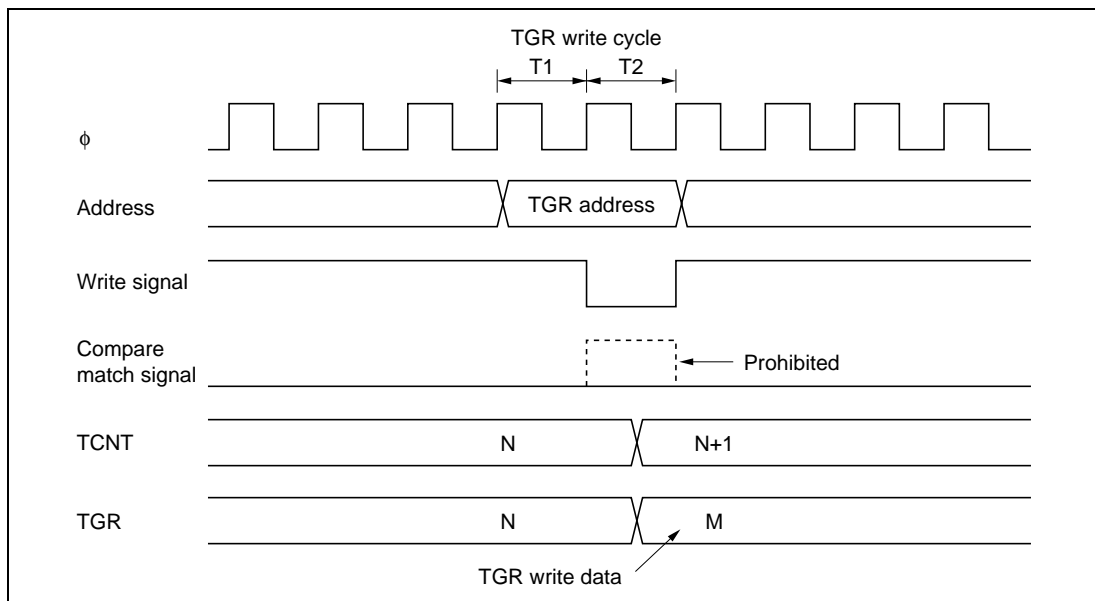 TGR write cycle
T1 T2
ϕ
Address TGR address
Write signal
Compare
match signal Prohibited
TCNT N N+1
TGR N M
TGR write data